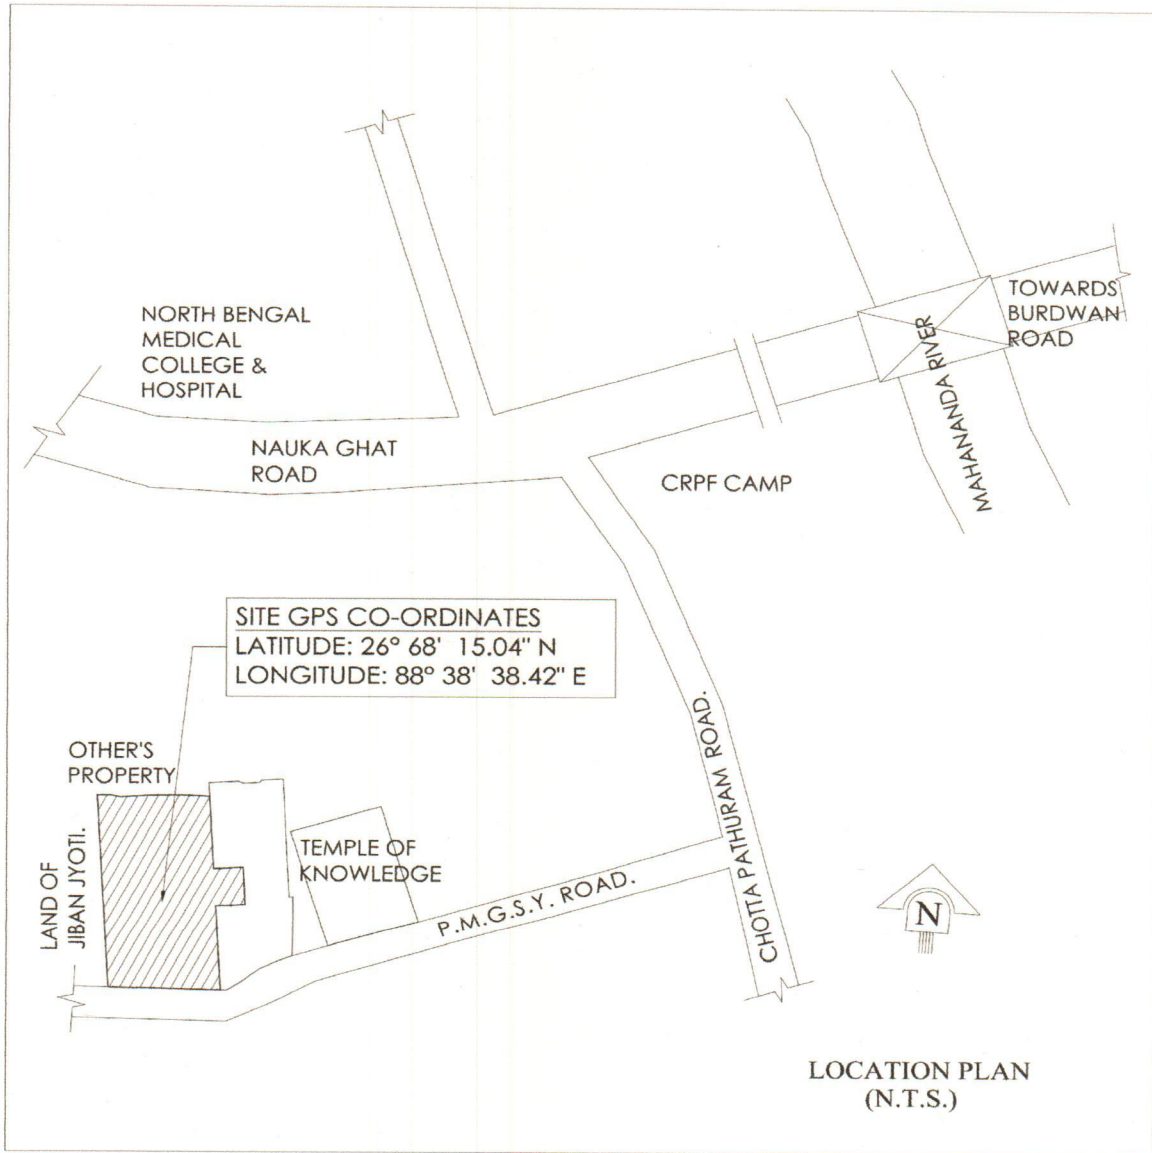 NORTH BENGAL
MEDICAL
COLLEGE &
HOSPITAL
TOWARDS
BURDWAN
ROAD
MAHANANDA RIVER
NAUKA GHAT
ROAD
CRPF CAMP
SITE GPS CO-ORDINATES
LATITUDE: 26° 68' 15.04" N
LONGITUDE: 88° 38' 38.42" E
OTHER'S
PROPERTY
LAND OF
JIBAN JYOTI.
TEMPLE OF
KNOWLEDGE
P.M.G.S.Y. ROAD.
CHOTTA PATHURAM ROAD.
N
LOCATION PLAN
(N.T.S.)